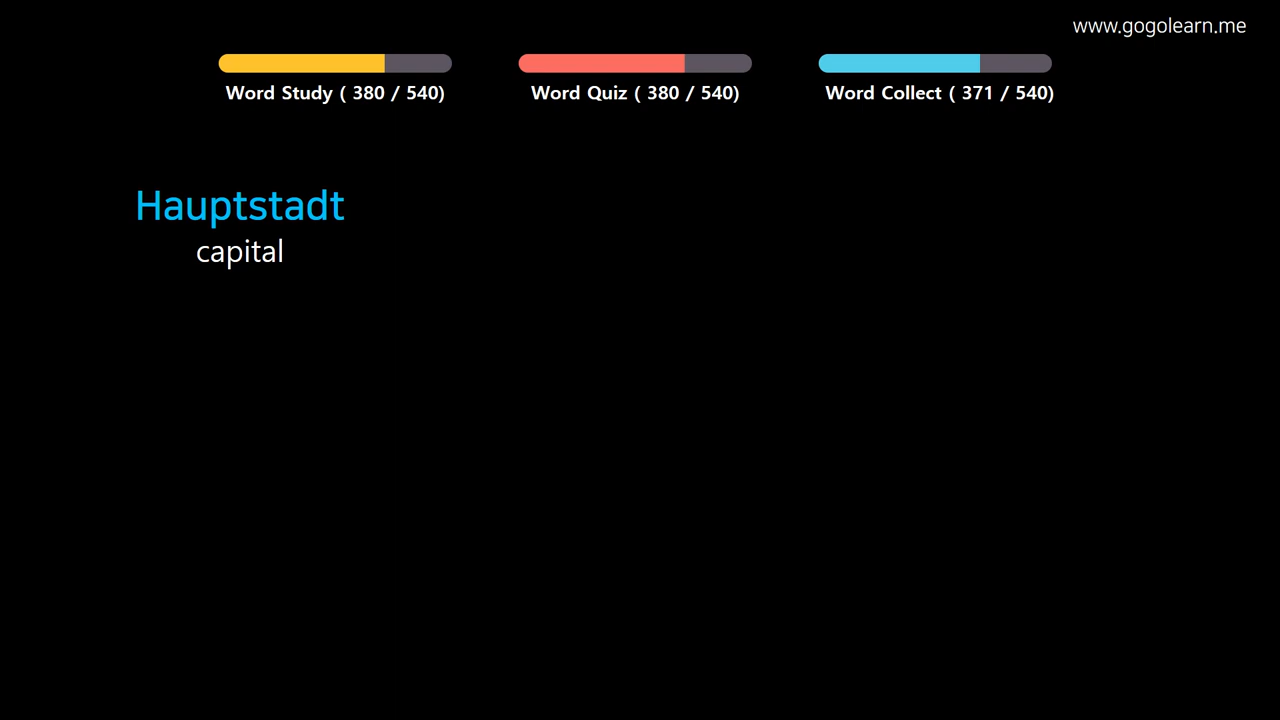 www.gogolearn.me
Word Study ( 380 / 540)
Word Quiz ( 380 / 540)
Word Collect ( 371 / 540)
Hauptstadt
capital